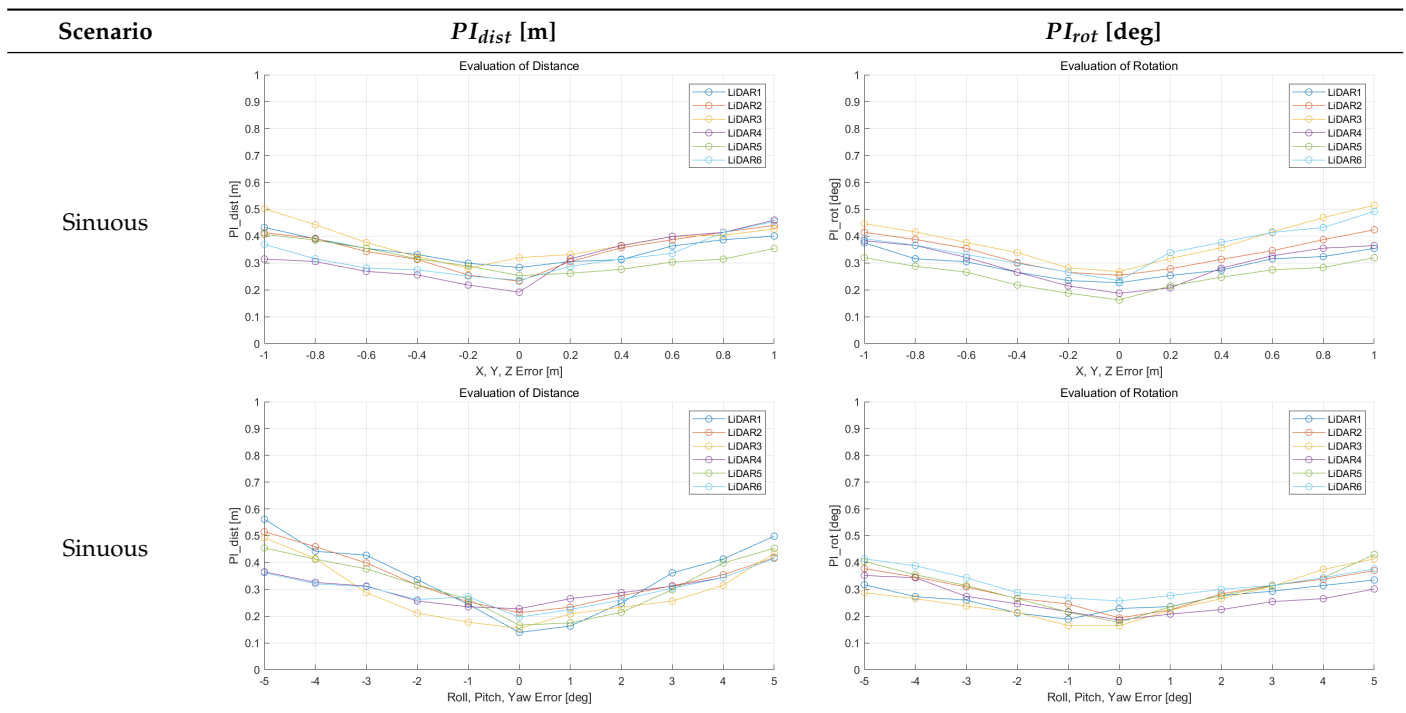 Scenario PI_dist [m] PI_rot [deg]
Evaluation of Distance
1
0.9
0.8
0.7
0.6
0.5
0.4
0.3
0.2
0.1
0
PI_dist [m]
LiDAR1
LiDAR2
LiDAR3
LiDAR4
LiDAR5
LiDAR6
-1 -0.8 -0.6 -0.4 -0.2 0 0.2 0.4 0.6 0.8 1
X, Y, Z Error [m]
Evaluation of Rotation
1
0.9
0.8
0.7
0.6
0.5
0.4
0.3
0.2
0.1
0
PI_rot [deg]
LiDAR1
LiDAR2
LiDAR3
LiDAR4
LiDAR5
LiDAR6
-1 -0.8 -0.6 -0.4 -0.2 0 0.2 0.4 0.6 0.8 1
X, Y, Z Error [m]
Sinuous
Evaluation of Distance
1
0.9
0.8
0.7
0.6
0.5
0.4
0.3
0.2
0.1
0
PI_dist [m]
LiDAR1
LiDAR2
LiDAR3
LiDAR4
LiDAR5
LiDAR6
-5 -4 -3 -2 -1 0 1 2 3 4 5
Roll, Pitch, Yaw Error [deg]
Evaluation of Rotation
1
0.9
0.8
0.7
0.6
0.5
0.4
0.3
0.2
0.1
0
PI_rot [deg]
LiDAR1
LiDAR2
LiDAR3
LiDAR4
LiDAR5
LiDAR6
-5 -4 -3 -2 -1 0 1 2 3 4 5
Roll, Pitch, Yaw Error [deg]
Sinuous